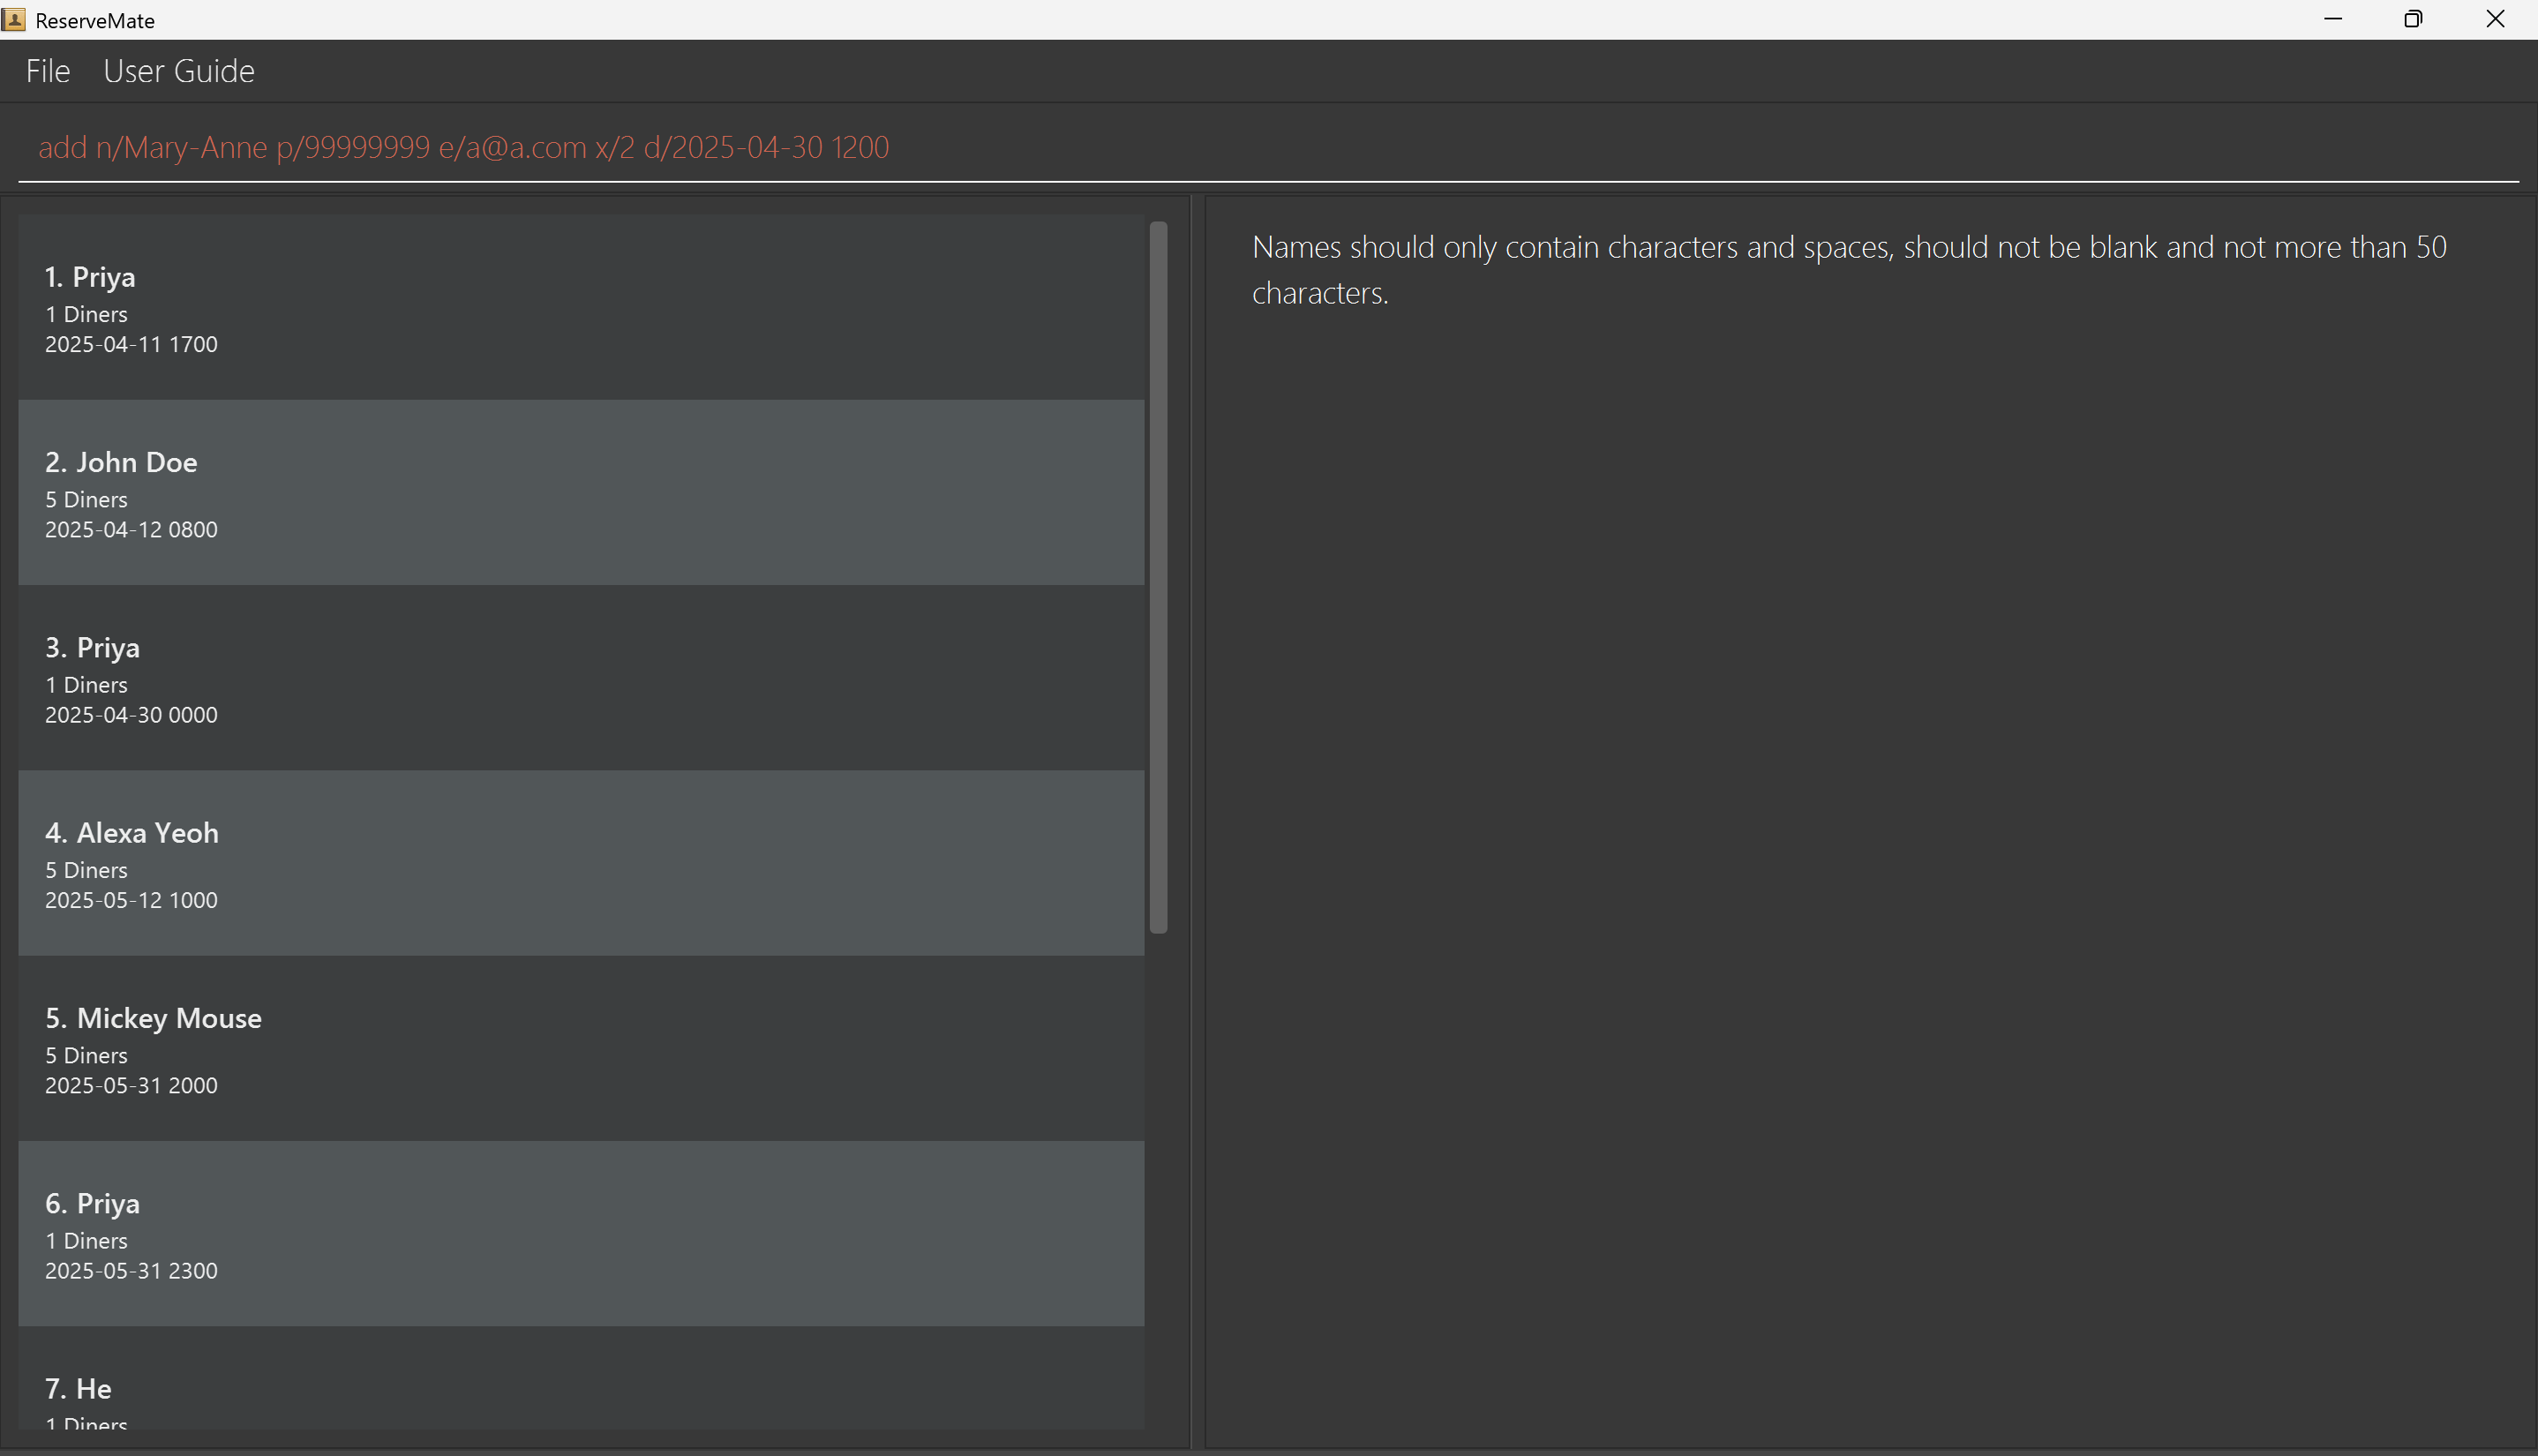 ReserveMate
File User Guide
add n/Mary-Anne p/99999999 e/a@a.com x/2 d/2025-04-30 1200
1. Priya
1 Diners
2025-04-11 1700
2. John Doe
5 Diners
2025-04-12 0800
3. Priya
1 Diners
2025-04-30 0000
4. Alexa Yeoh
5 Diners
2025-05-12 1000
5. Mickey Mouse
5 Diners
2025-05-31 2000
6. Priya
1 Diners
2025-05-31 2300
7. He
1 Diners
Names should only contain characters and spaces, should not be blank and not more than 50
characters.